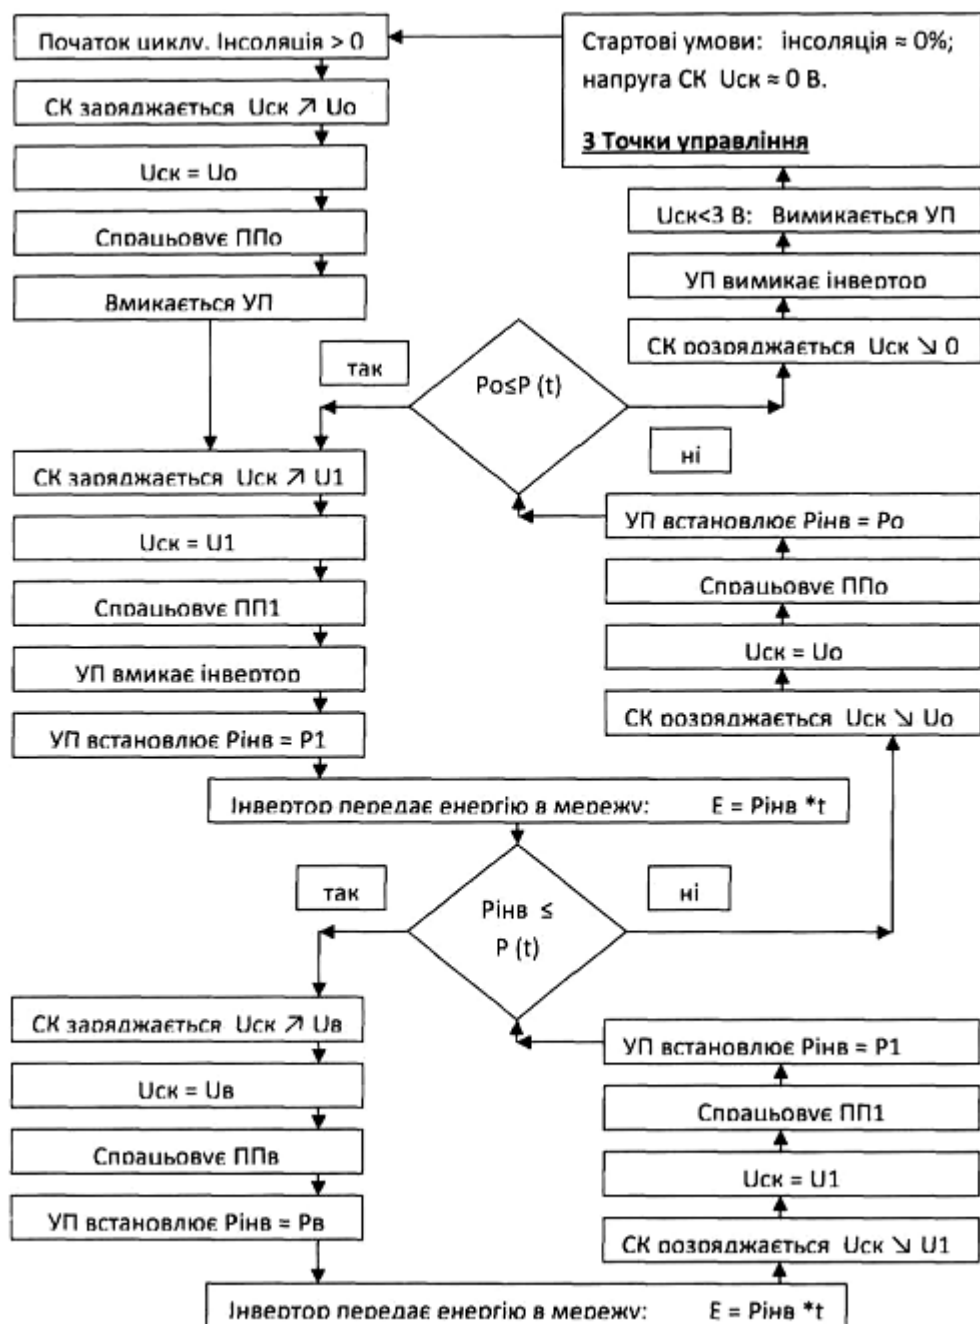 Початок циклу. Інсоляція > 0
Стартові умови: інсоляція ≈ 0%;
напруга СК Uск ≈ 0 В.
3 Точки управління
СК заряджається Uск ↗ Uо
Uск = Uо
Спрацьовує ППо
Вмикається УП
Uск<3 В: Вимикається УП
УП вимикає інвертор
СК розряджається Uск ↘ 0
так
Ро≤Р (t)
ні
СК заряджається Uск ↗ U1
Uск = U1
Спрацьовує ПП1
УП вмикає інвертор
УП встановлює Рінв = Р1
УП встановлює Рінв = Ро
Спрацьовує ППо
Uск = Uо
СК розряджається Uск ↘ Uо
Інвертор передає енергію в мережу: E = Рінв *t
так
Рінв ≤
Р (t)
ні
СК заряджається Uск ↗ Uв
Uск = Uв
Спрацьовує ППв
УП встановлює Рінв = Рв
УП встановлює Рінв = Р1
Спрацьовує ПП1
Uск = U1
СК розряджається Uск ↘ U1
Інвертор передає енергію в мережу: E = Рінв *t